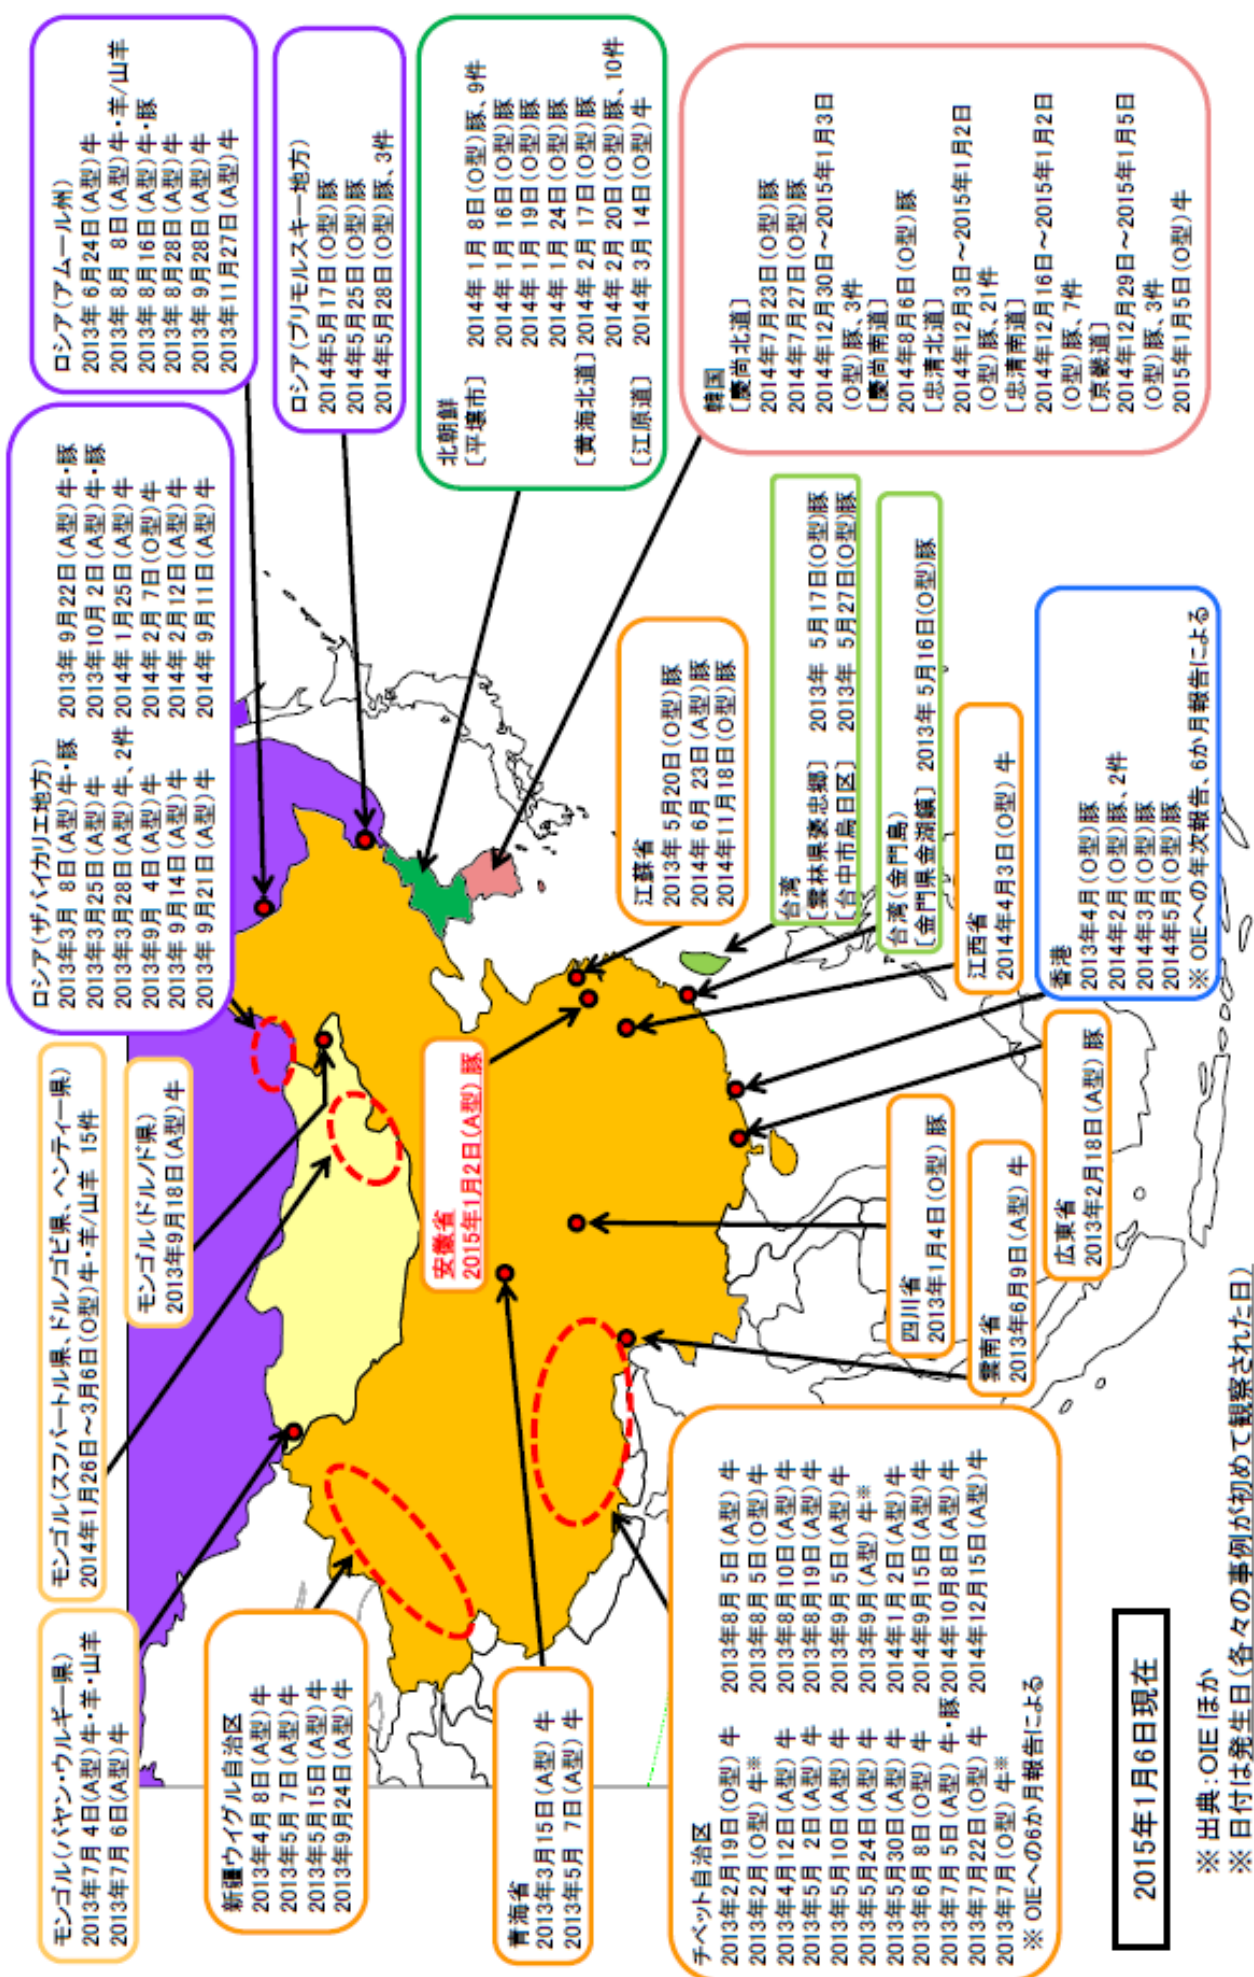 モンゴル(バヤン・ウルギー県)
2013年7月 4日(A型)牛・羊・山羊
2013年7月 6日(A型)牛
モンゴル(スフバートル県、ドルノゴビ県、ヘンティー県)
2014年1月26日～3月6日(O型)牛・羊/山羊 15件
モンゴル(ドルノド県)
2013年9月18日(A型)牛
ロシア(ザバイカリエ地方)
2013年3月 8日(A型)牛・豚 2013年 9月22日(A型)牛・豚
2013年3月25日(A型)牛 2013年10月 2日(A型)牛・豚
2013年3月28日(A型)牛、2件 2014年 1月25日(A型)牛
2013年9月 4日(A型)牛 2014年 2月 7日(O型)牛
2013年 9月14日(A型)牛 2014年 2月12日(A型)牛
2013年 9月21日(A型)牛 2014年 9月11日(A型)牛
ロシア(アムール州)
2013年 6月24日(A型)牛
2013年 8月 8日(A型)牛・羊/山羊
2013年 8月16日(A型)牛・豚
2013年 8月28日(A型)牛
2013年 9月28日(A型)牛
2013年11月27日(A型)牛
ロシア(プリモルスキー地方)
2014年5月17日(O型)豚
2014年5月25日(O型)豚
2014年5月28日(O型)豚、3件
北朝鮮
[平壌市] 2014年 1月 8日(O型)豚、9件
2014年 1月 16日(O型)豚
2014年 1月 19日(O型)豚
2014年 1月 24日(O型)豚
[黄海北道] 2014年 2月 17日(O型)豚
2014年 2月 20日(O型)豚、10件
[江原道] 2014年 3月 14日(O型)牛
韓国
[慶尚北道]
2014年7月23日(O型)豚
2014年7月27日(O型)豚
2014年12月30日～2015年1月3日
(O型)豚、3件
[慶尚南道]
2014年8月6日(O型)豚
[忠清北道]
2014年12月3日～2015年1月2日
(O型)豚、21件
[忠清南道]
2014年12月16日～2015年1月2日
(O型)豚、7件
[京畿道]
2014年12月29日～2015年1月5日
(O型)豚、3件
2015年1月5日(O型)牛
新疆ウイグル自治区
2013年4月 8日(A型)牛
2013年5月 7日(A型)牛
2013年5月15日(A型)牛
2013年9月24日(A型)牛
安徽省
2015年1月2日(A型)豚
江蘇省
2013年 5月20日(O型)豚
2014年 6月 23日(A型)豚
2014年11月18日(O型)豚
青海省
2013年3月15日(A型)牛
2013年5月 7日(A型)牛
台湾
[雲林県褒忠郷] 2013年 5月17日(O型)豚
[台中市烏日区] 2013年 5月27日(O型)豚
台湾(金門島)
[金門県金湖鎮] 2013年 5月16日(O型)豚
江西省
2014年4月3日(O型)牛
四川省
2013年1月4日(O型)豚
雲南省
2013年6月9日(A型)牛
広東省
2013年2月18日(A型)豚
香港
2013年4月(O型)豚
2014年2月(O型)豚、2件
2014年3月(O型)豚
2014年5月(O型)豚
※ OIEへの年次報告、6か月報告による
チベット自治区
2013年2月19日(O型)牛 2013年8月 5日(A型)牛
2013年2月(O型)牛※ 2013年8月 5日(O型)牛
2013年4月12日(A型)牛 2013年8月10日(A型)牛
2013年5月 2日(A型)牛 2013年8月19日(A型)牛
2013年5月10日(A型)牛 2013年9月 5日(A型)牛
2013年5月24日(A型)牛 2013年9月(A型)牛※
2013年5月30日(A型)牛 2014年1月 2日(A型)牛
2013年6月 8日(O型)牛 2014年9月15日(A型)牛
2013年7月 5日(A型)牛・豚 2014年10月8日(A型)牛
2013年7月22日(O型)牛 2014年12月15日(A型)牛
2013年7月(O型)牛※
※ OIEへの6か月報告による
2015年1月6日現在
※ 出典:OIE ほか
※ 日付は発生日(各々の事例が初めて観察された日)